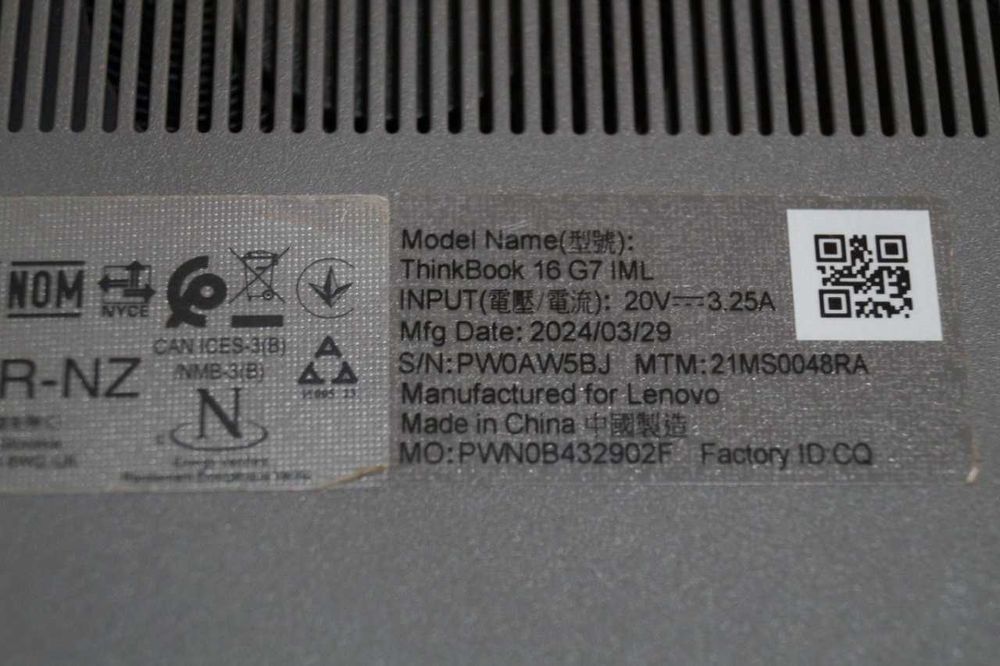 NOM
NYCE
CAN ICES-3(B)
/NMB-3(B)
R-NZ
N
Model Name(型號):
ThinkBook 16 G7 IML
INPUT(電壓/電流): 20V⎓3.25A
Mfg Date: 2024/03/29
S/N:PW0AW5BJ MTM:21MS0048RA
Manufactured for Lenovo
Made in China 中國製造
MO:PWN0B432902F Factory ID:CQ